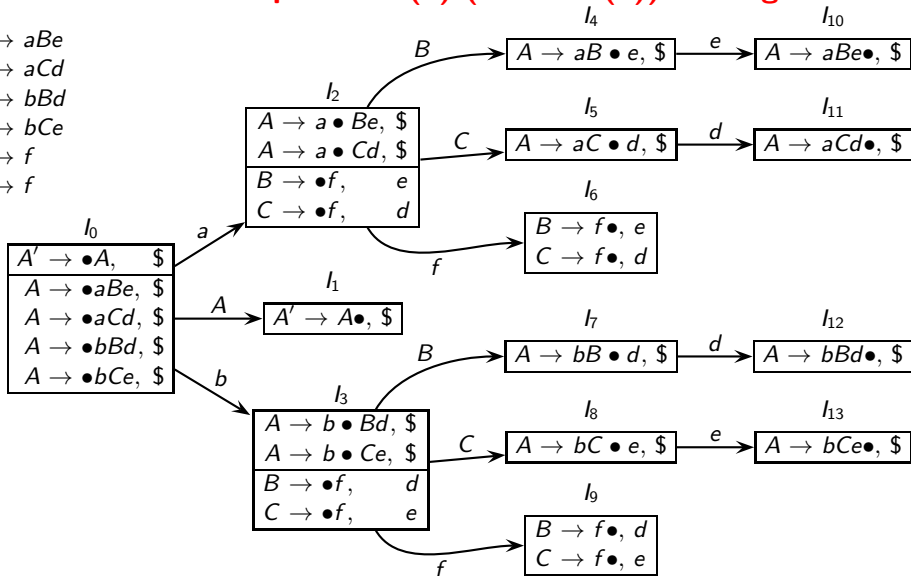 → aBe
→ aCd
→ bBd
→ bCe
→ f
→ f
I0
A′ → •A, $
A → •aBe, $
A → •aCd, $
A → •bBd, $
A → •bCe, $
a
A
b
I1
A′ → A•, $
I2
A → a • Be, $
A → a • Cd, $
B → •f, e
C → •f, d
B
C
f
I3
A → b • Bd, $
A → b • Ce, $
B → •f, d
C → •f, e
B
C
f
I4
A → aB • e, $
e
I10
A → aBe•, $
I5
A → aC • d, $
d
I11
A → aCd•, $
I6
B → f•, e
C → f•, d
I7
A → bB • d, $
d
I12
A → bBd•, $
I8
A → bC • e, $
e
I13
A → bCe•, $
I9
B → f•, d
C → f•, e